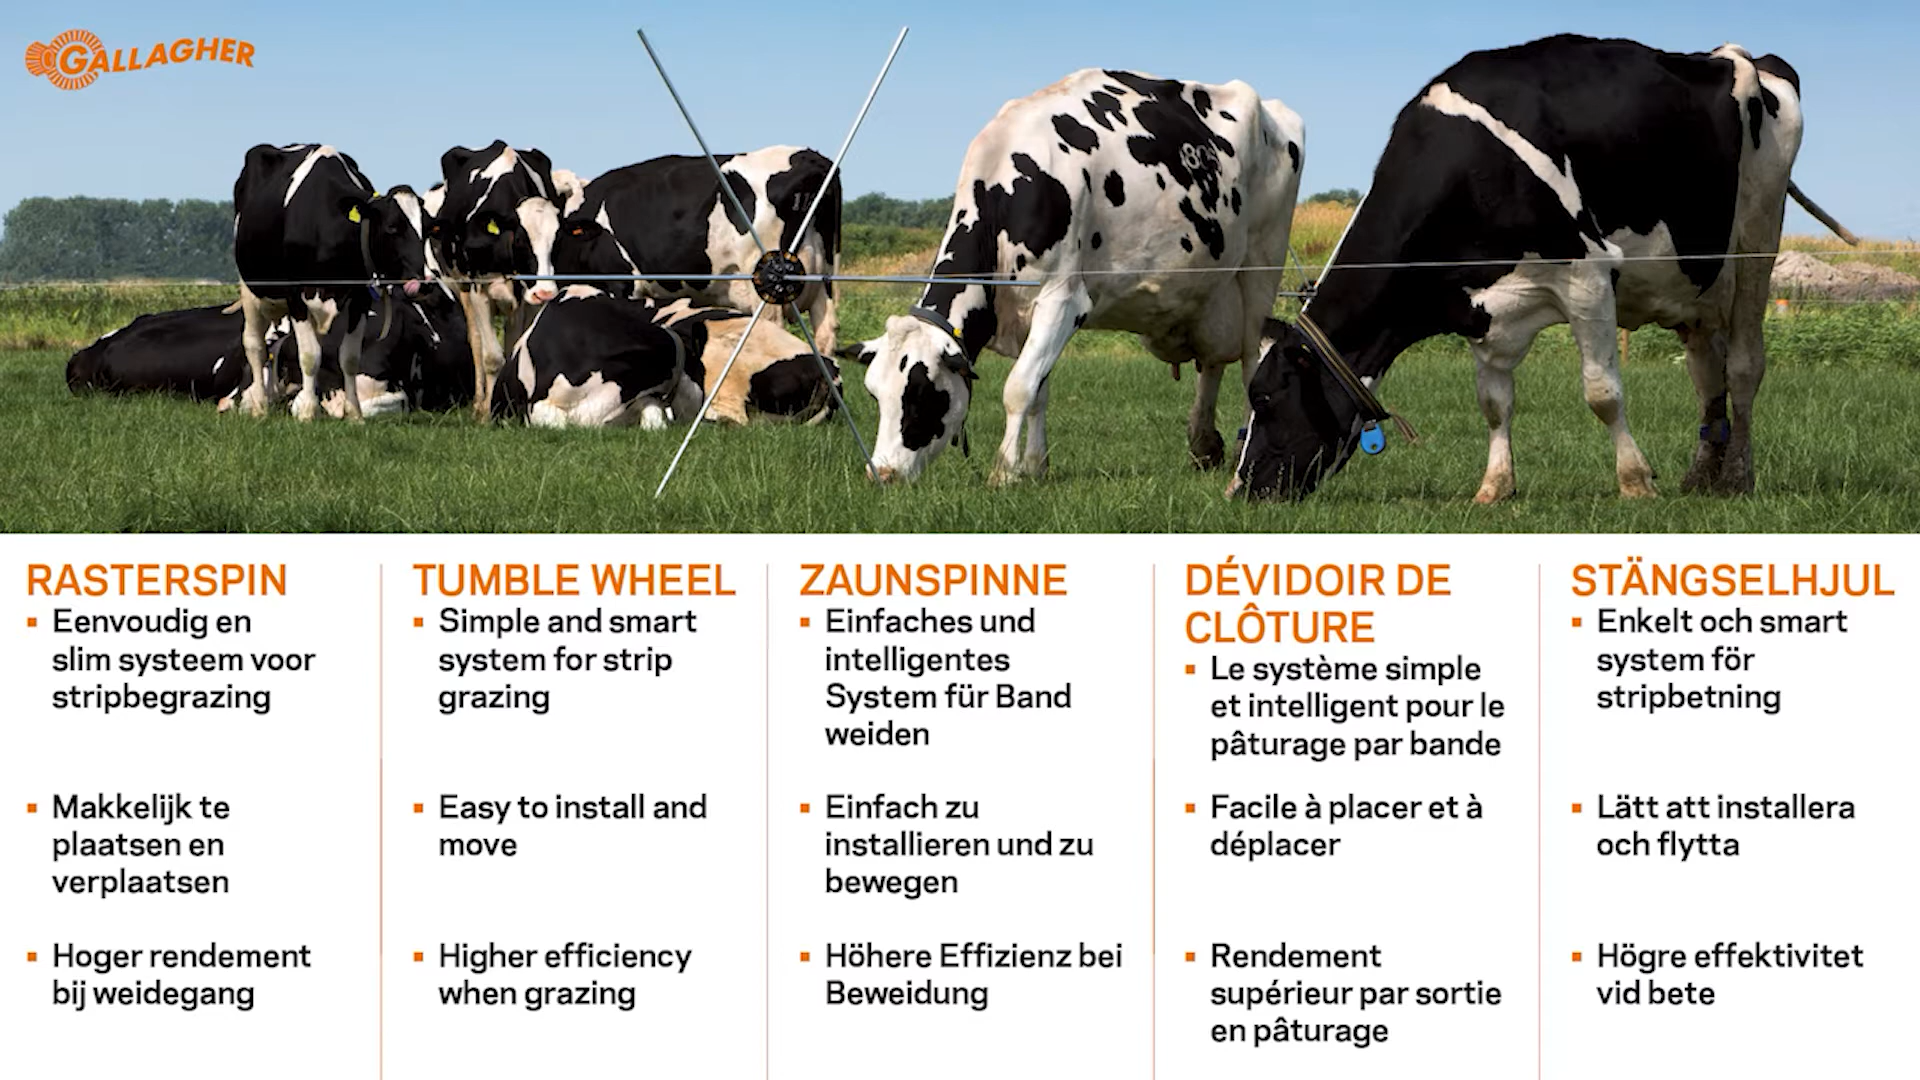 GALLAGHER
RASTERSPIN
Eenvoudig en
slim systeem voor
stripbegrazing
Makkelijk te
plaatsen en
verplaatsen
Hoger rendement
bij weidegang
TUMBLE WHEEL
Simple and smart
system for strip
grazing
Easy to install and
move
Higher efficiency
when grazing
ZAUNSPINNE
Einfaches und
intelligentes
System für Band
weiden
Einfach zu
installieren und zu
bewegen
Höhere Effizienz bei
Beweidung
DÉVIDOIR DE
CLÔTURE
Le système simple
et intelligent pour le
pâturage par bande
Facile à placer et à
déplacer
Rendement
supérieur par sortie
en pâturage
STÄNGSELHJUL
Enkelt och smart
system för
stripbetning
Lätt att installera
och flytta
Högre effektivitet
vid bete